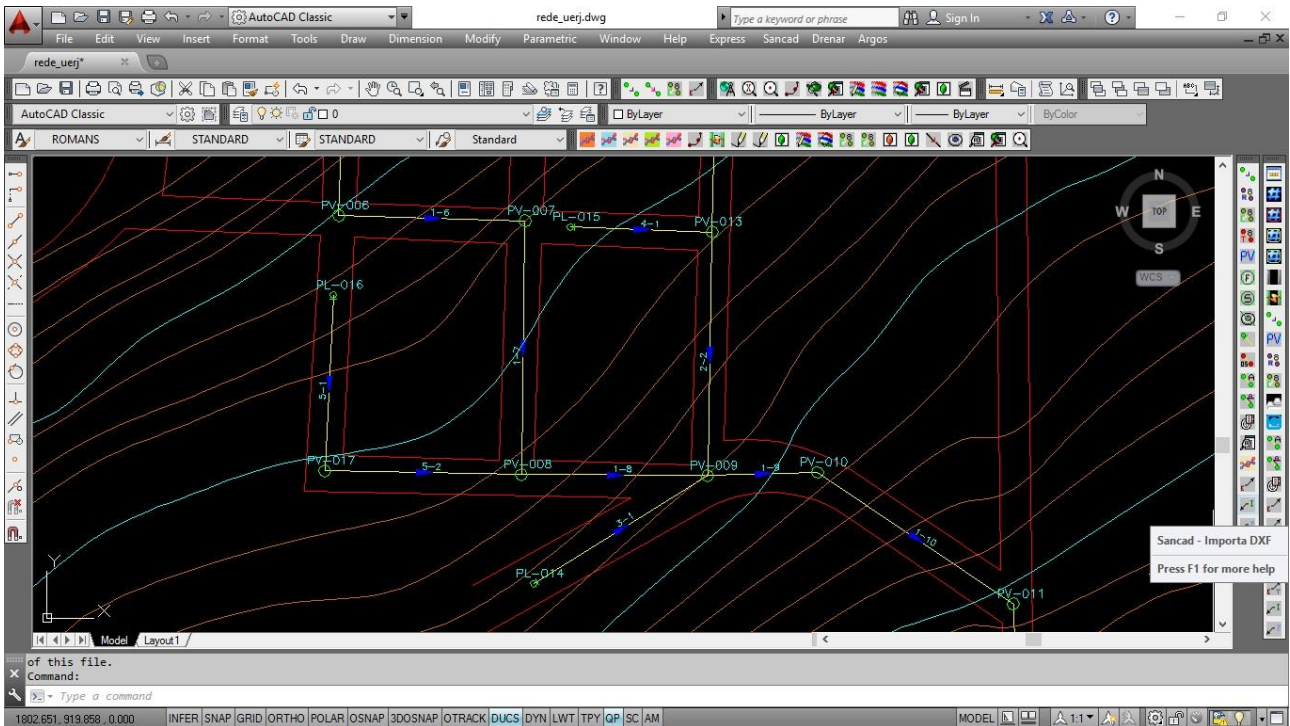 AutoCAD Classic
rede_uerj.dwg
Type a keyword or phrase
Sign In
File Edit View Insert Format Tools Draw Dimension Modify Parametric Window Help Express Sancad Drenar Argos
rede_uerj*
AutoCAD Classic
0
ByLayer
ByLayer
ByLayer
ByColor
ROMANS
STANDARD
STANDARD
Standard
PV-006
1-6
PV-007
PL-015
4-1
PV-013
N
W
TOP
E
S
WCS
PL-016
1-7
2-2
5-1
PV-017
5-2
PV-008
1-8
PV-009
1-9
PV-010
3-1
1-10
PL-014
PV-011
Sancad - Importa DXF
Press F1 for more help
Y
X
PV
PV
Model
Layout1
of this file.
Command:
Type a command
1802.651, 919.858, 0.000
INFER SNAP GRID ORTHO POLAR OSNAP 3DOSNAP OTRACK DUCS DYN LWT TPY QP SC AM
MODEL
1:1